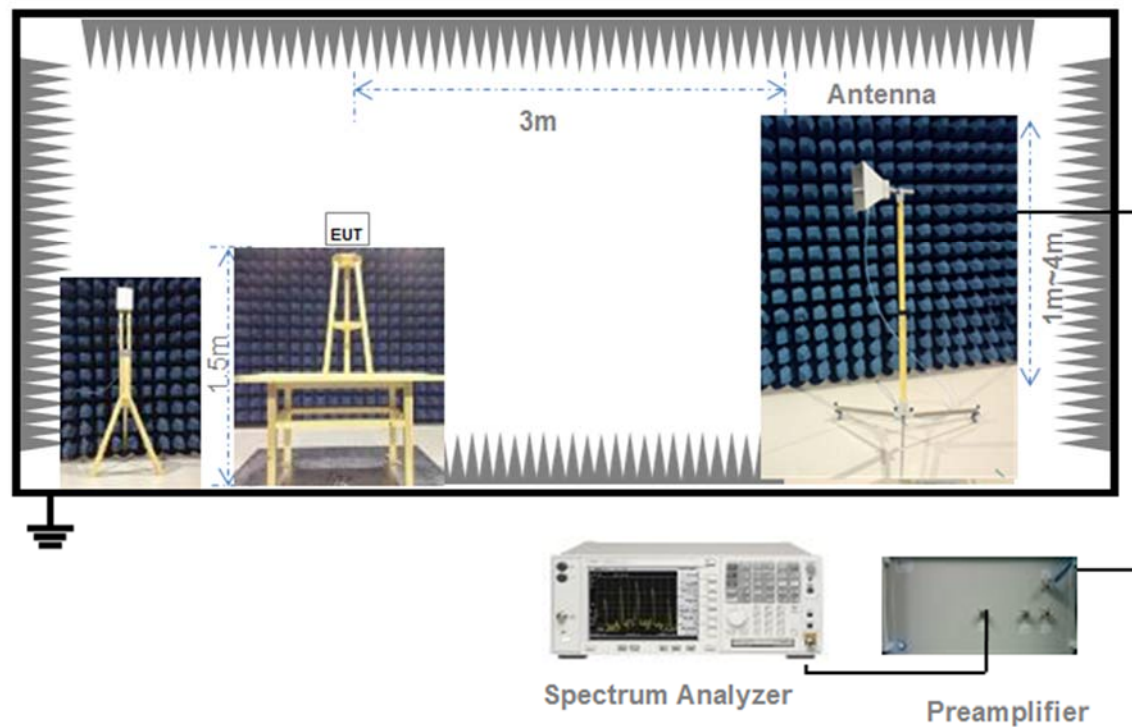 Antenna
3m
EUT
1.5m
1m~4m
Spectrum Analyzer
Preamplifier